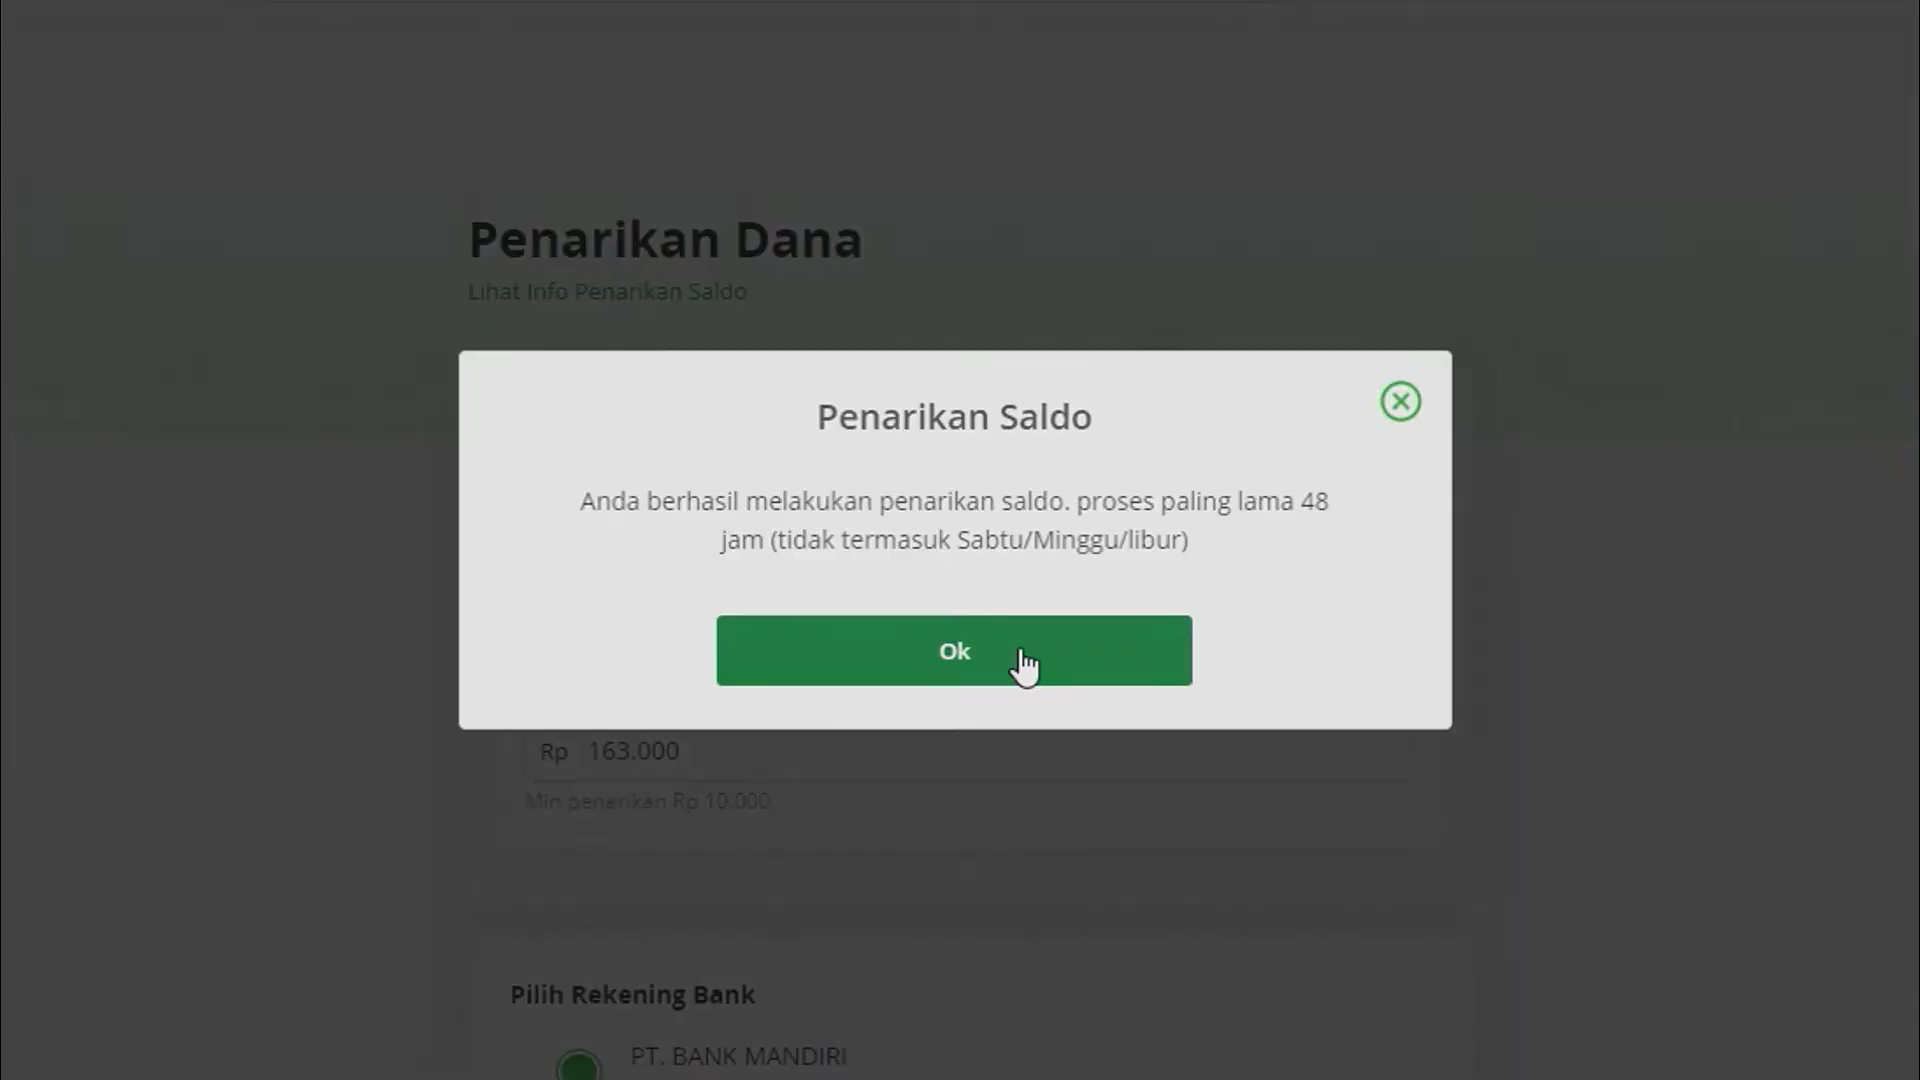 Penarikan Dana
Lihat Info Penarikan Saldo
Penarikan Saldo
Anda berhasil melakukan penarikan saldo. proses paling lama 48
jam (tidak termasuk Sabtu/Minggu/libur)
Ok
Rp 163.000
Min penerikan Rp 10.000
Pilih Rekening Bank
PT. BANK MANDIRI